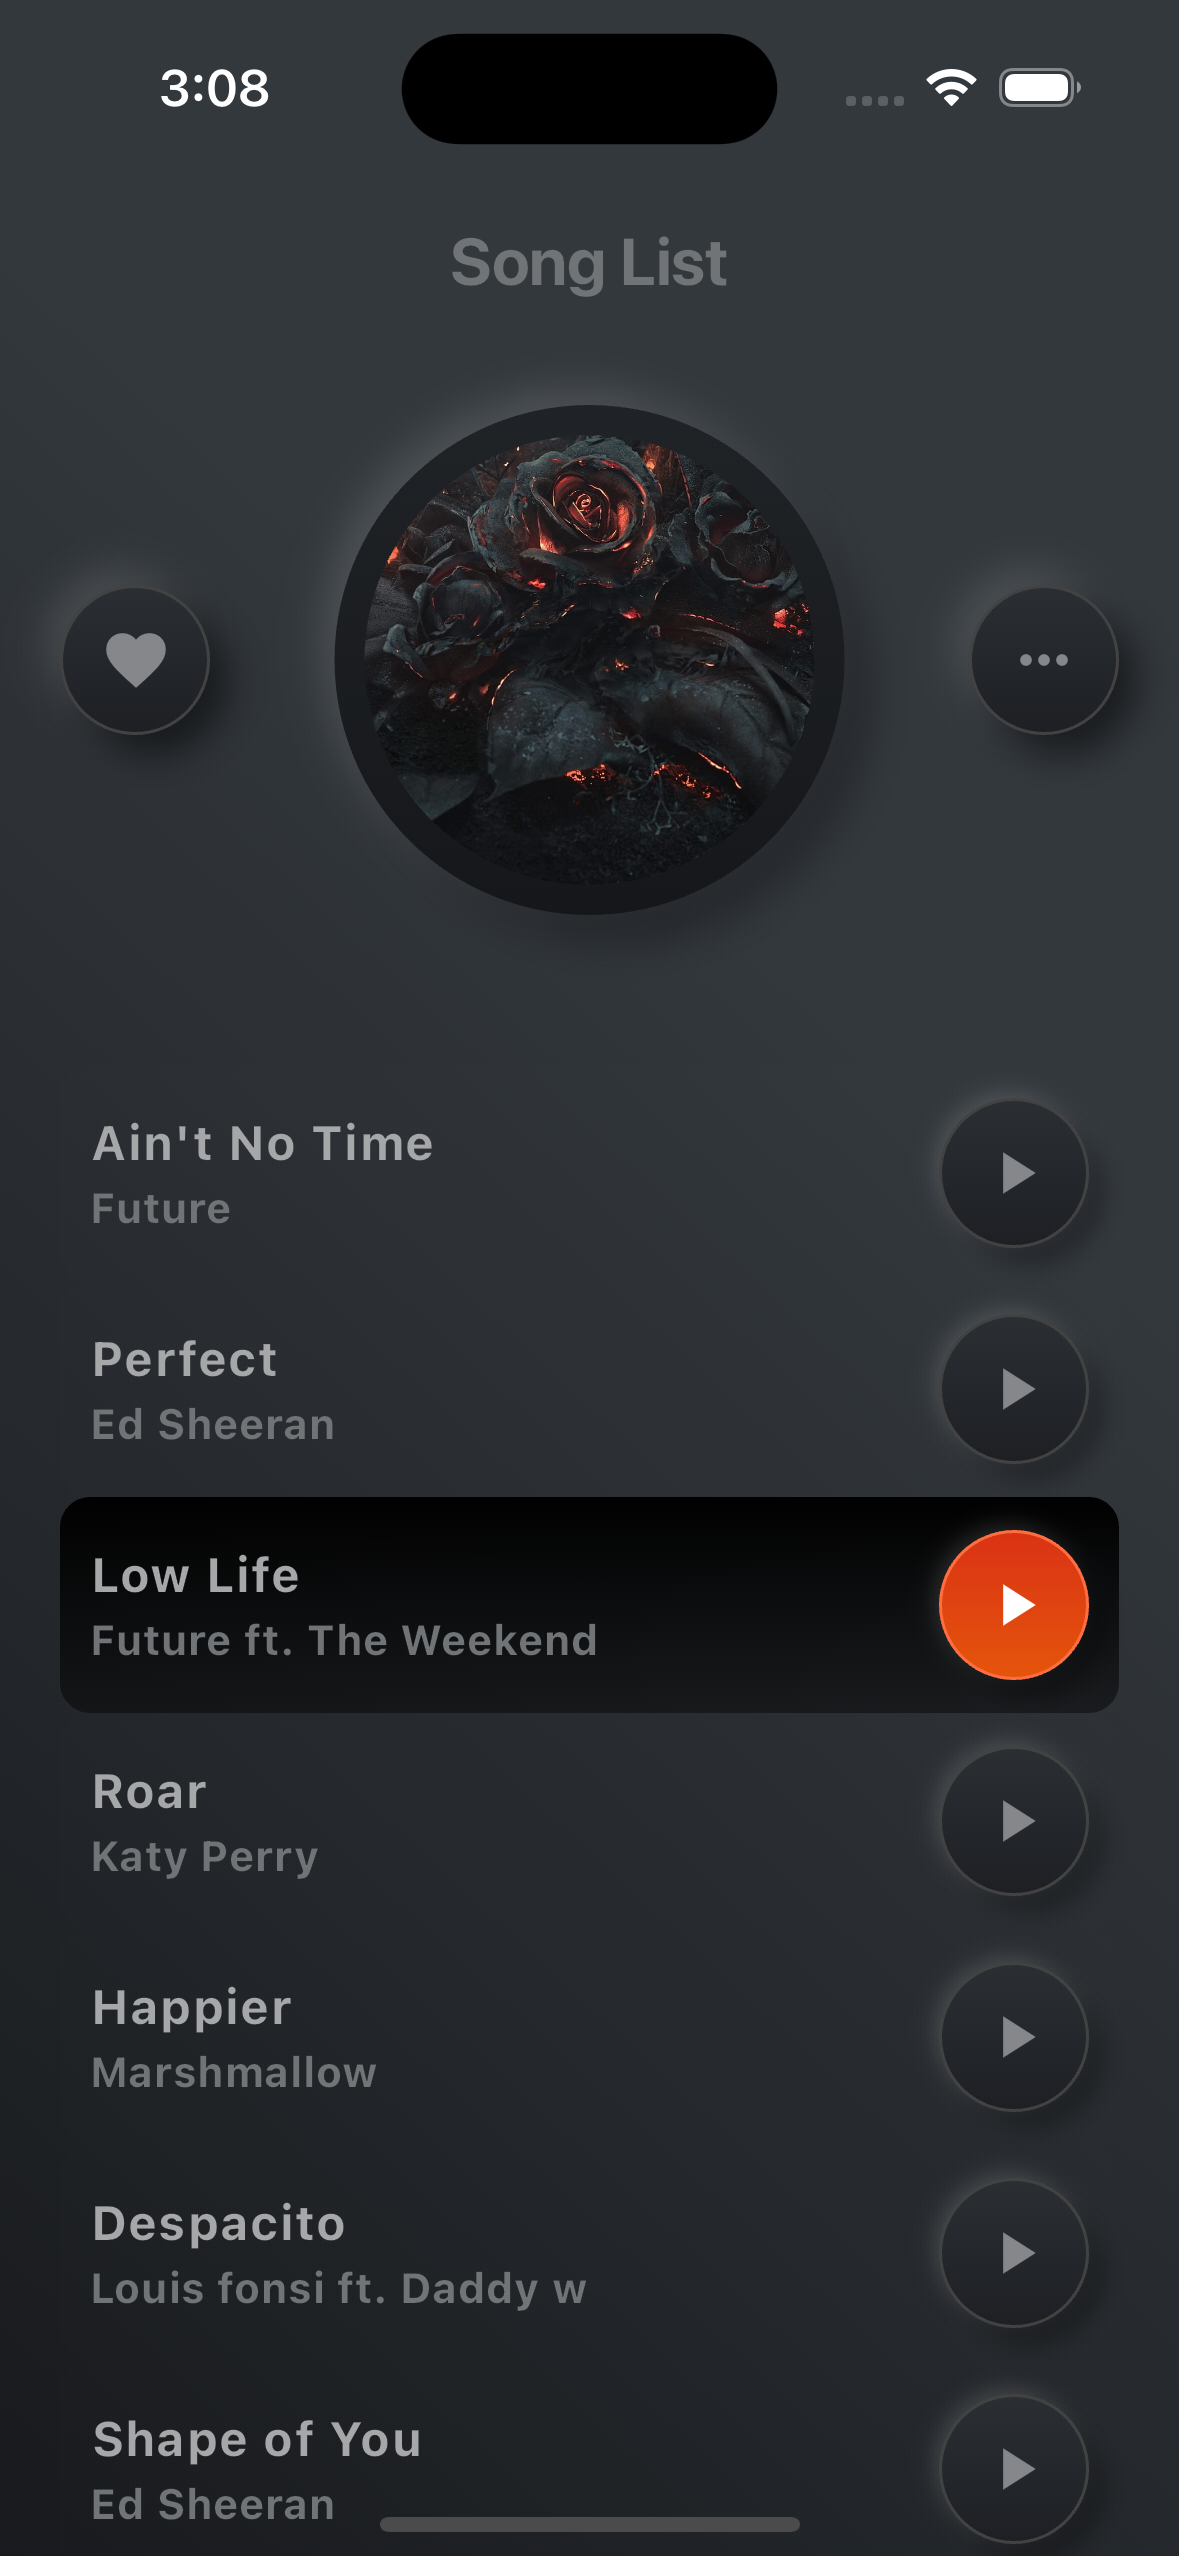 3:08
Song List
Ain't No Time
Future
Perfect
Ed Sheeran
Low Life
Future ft. The Weekend
Roar
Katy Perry
Happier
Marshmallow
Despacito
Louis fonsi ft. Daddy w
Shape of You
Ed Sheeran